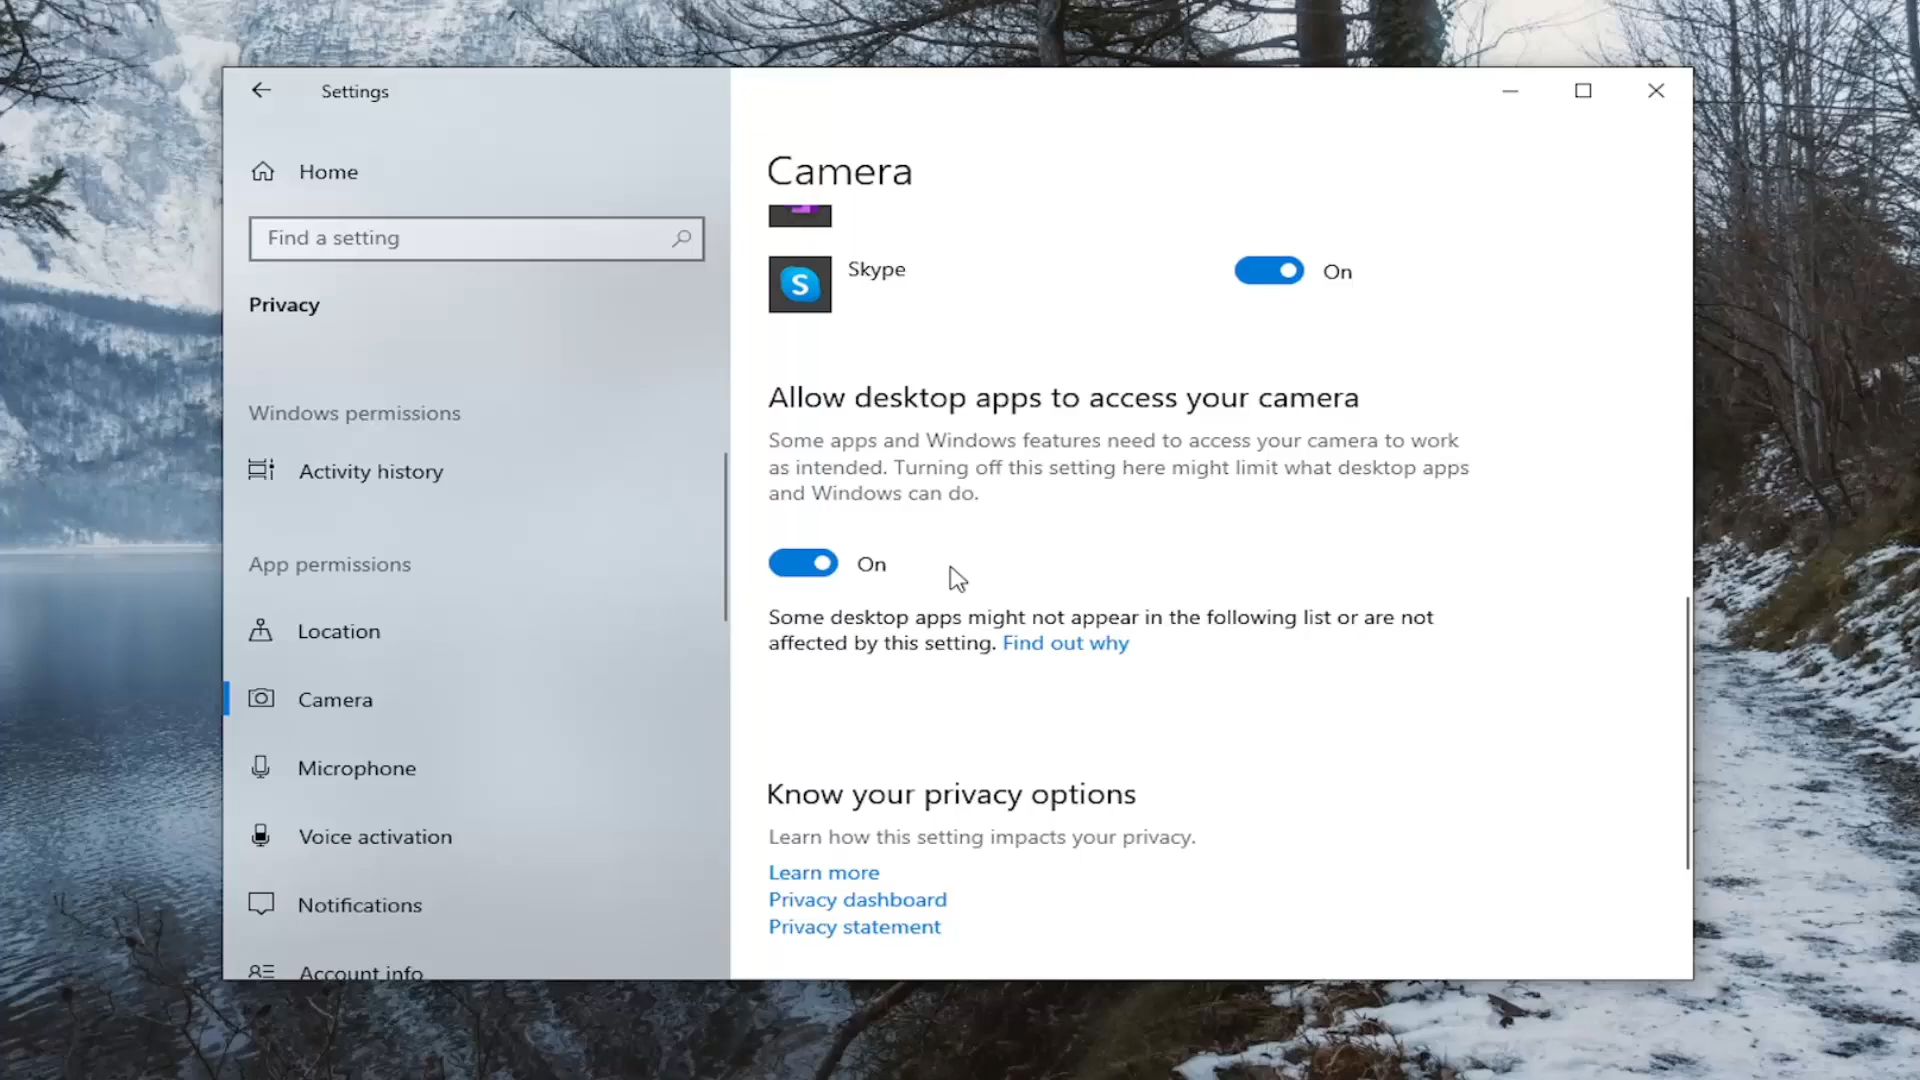 Settings
Home
Find a setting
Privacy
Windows permissions
Activity history
App permissions
Location
Camera
Microphone
Voice activation
Notifications
Account info
Camera
S
Skype
On
Allow desktop apps to access your camera
Some apps and Windows features need to access your camera to work
as intended. Turning off this setting here might limit what desktop apps
and Windows can do.
On
Some desktop apps might not appear in the following list or are not
affected by this setting. Find out why
Know your privacy options
Learn how this setting impacts your privacy.
Learn more
Privacy dashboard
Privacy statement